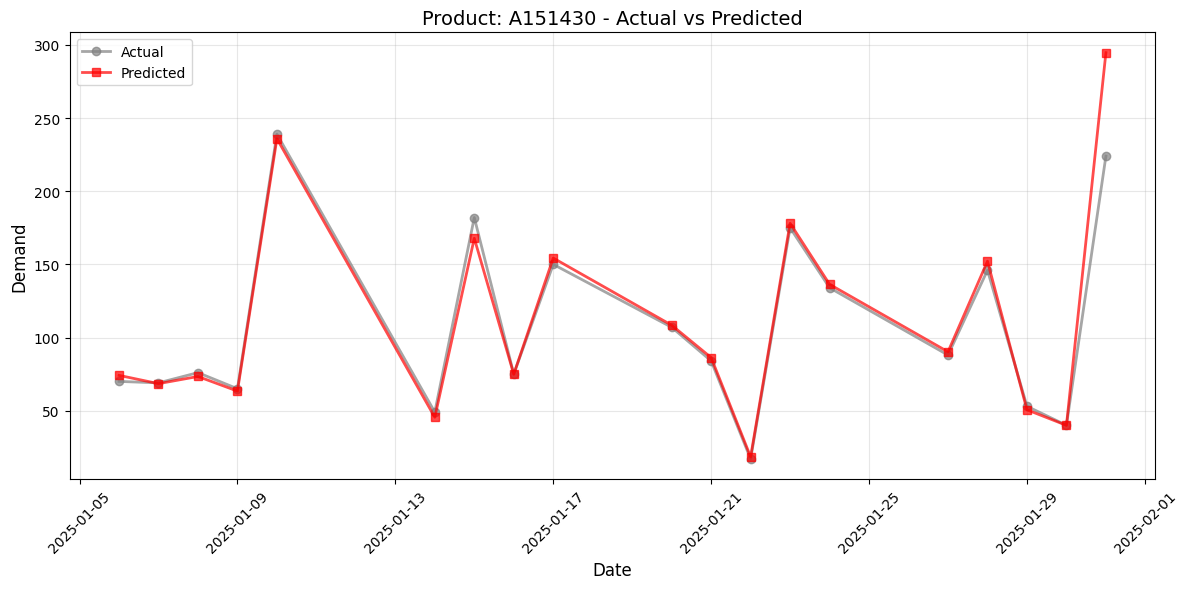 Product: A151430 - Actual vs Predicted
Actual
Predicted
300
250
200
150
100
50
Demand
2025-01-05
2025-01-09
2025-01-13
2025-01-17
2025-01-21
2025-01-25
2025-01-29
2025-02-01
Date